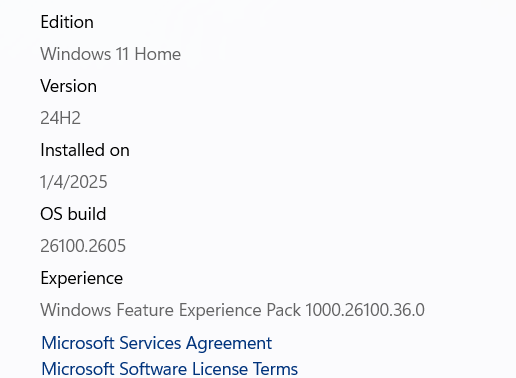 Edition
Windows 11 Home
Version
24H2
Installed on
1/4/2025
OS build
26100.2605
Experience
Windows Feature Experience Pack 1000.26100.36.0
Microsoft Services Agreement
Microsoft Software License Terms